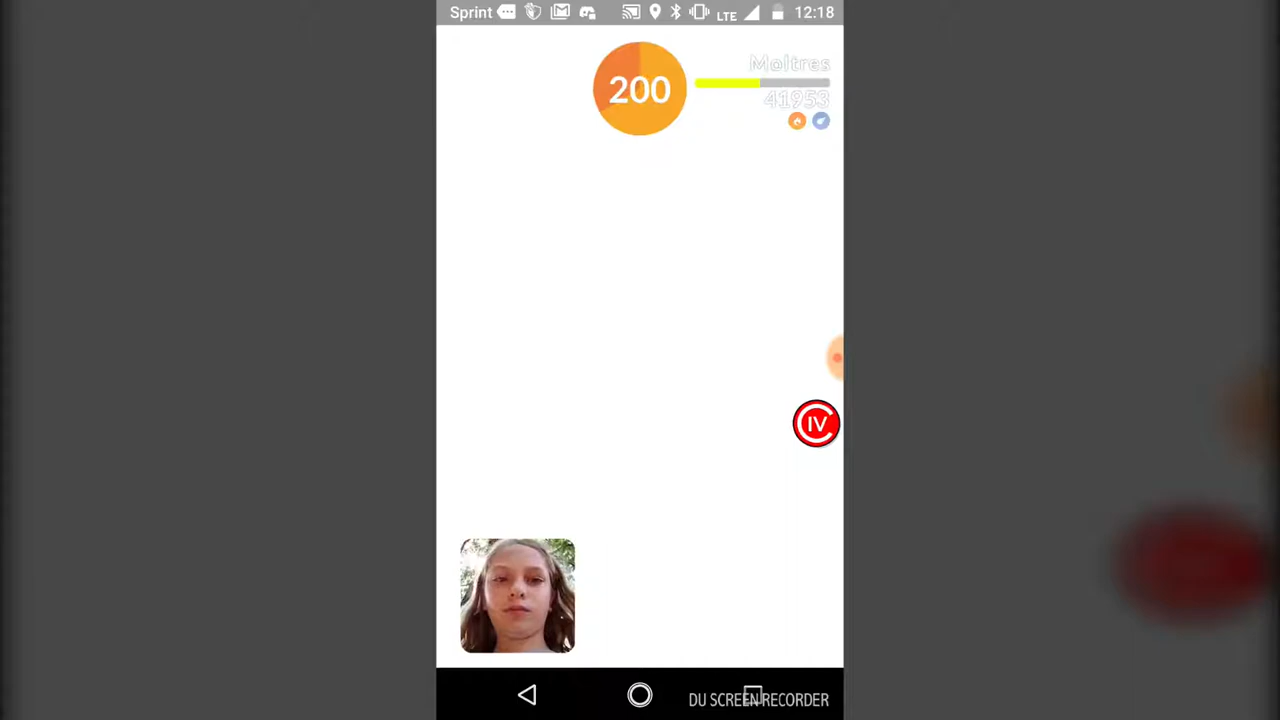 Sprint LTE 12:18
200
Moltres
41953
IV
DU SCREEN RECORDER